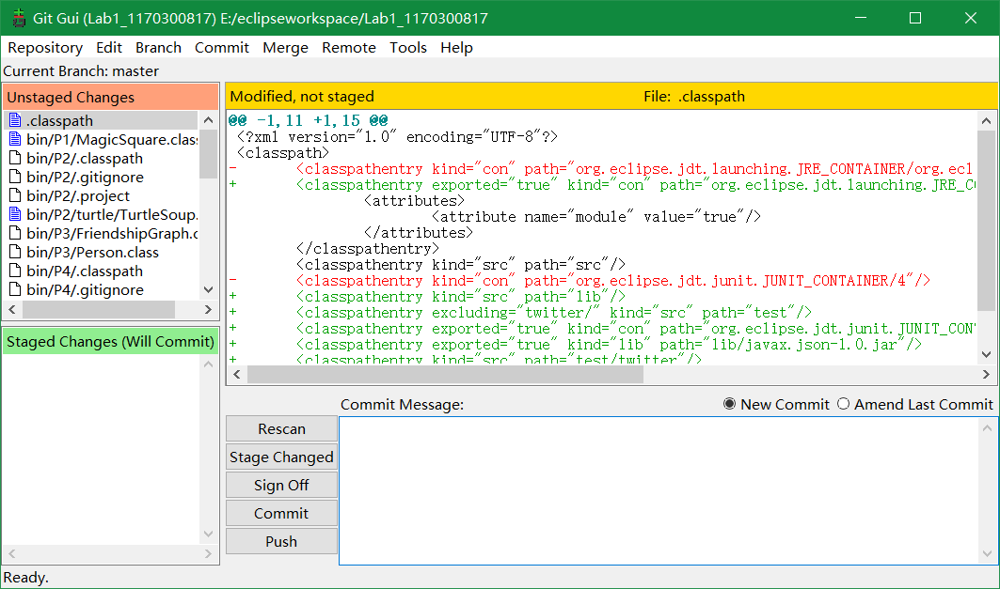 Git Gui (Lab1_1170300817) E:/eclipseworkspace/Lab1_1170300817
Repository Edit Branch Commit Merge Remote Tools Help
Current Branch: master
Unstaged Changes
.classpath
bin/P1/MagicSquare.clas
bin/P2/.classpath
bin/P2/.gitignore
bin/P2/.project
bin/P2/turtle/TurtleSoup.
bin/P3/FriendshipGraph.c
bin/P3/Person.class
bin/P4/.classpath
bin/P4/.gitignore
Staged Changes (Will Commit)
Modified, not staged File: .classpath
@@ -1,11 +1,15 @@
<?xml version="1.0" encoding="UTF-8"?>
<classpath>
- <classpathentry kind="con" path="org.eclipse.jdt.launching.JRE_CONTAINER/org.ecl
+ <classpathentry exported="true" kind="con" path="org.eclipse.jdt.launching.JRE_C
<attributes>
<attribute name="module" value="true"/>
</attributes>
</classpathentry>
<classpathentry kind="src" path="src"/>
- <classpathentry kind="con" path="org.eclipse.jdt.junit.JUNIT_CONTAINER/4"/>
+ <classpathentry kind="src" path="lib"/>
+ <classpathentry excluding="twitter/" kind="src" path="test"/>
+ <classpathentry exported="true" kind="con" path="org.eclipse.jdt.junit.JUNIT_CON
+ <classpathentry exported="true" kind="lib" path="lib/javax.json-1.0.jar"/>
+ <classpathentry kind="src" path="test/twitter"/>
Commit Message: New Commit Amend Last Commit
Rescan
Stage Changed
Sign Off
Commit
Push
Ready.